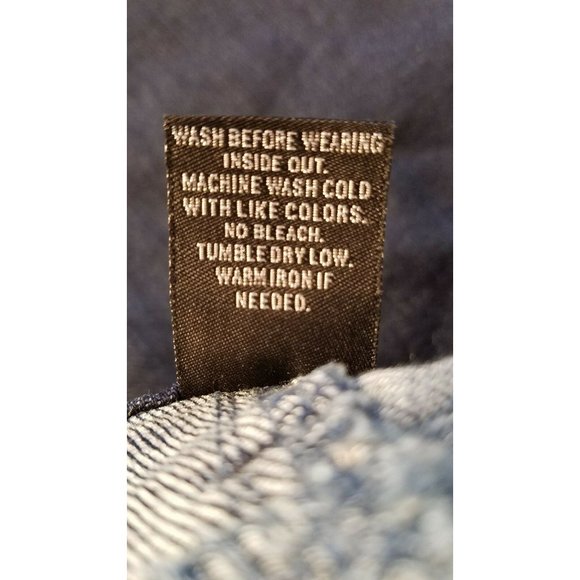 WASH BEFORE WEARING
INSIDE OUT.
MACHINE WASH COLD
WITH LIKE COLORS.
NO BLEACH.
TUMBLE DRY LOW.
WARM IRON IF
NEEDED.